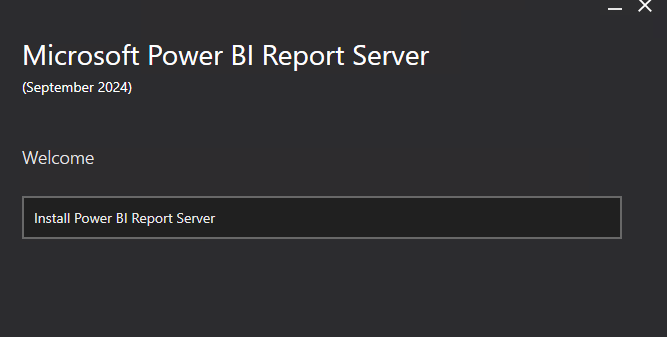 Microsoft Power BI Report Server
(September 2024)
Welcome
Install Power BI Report Server